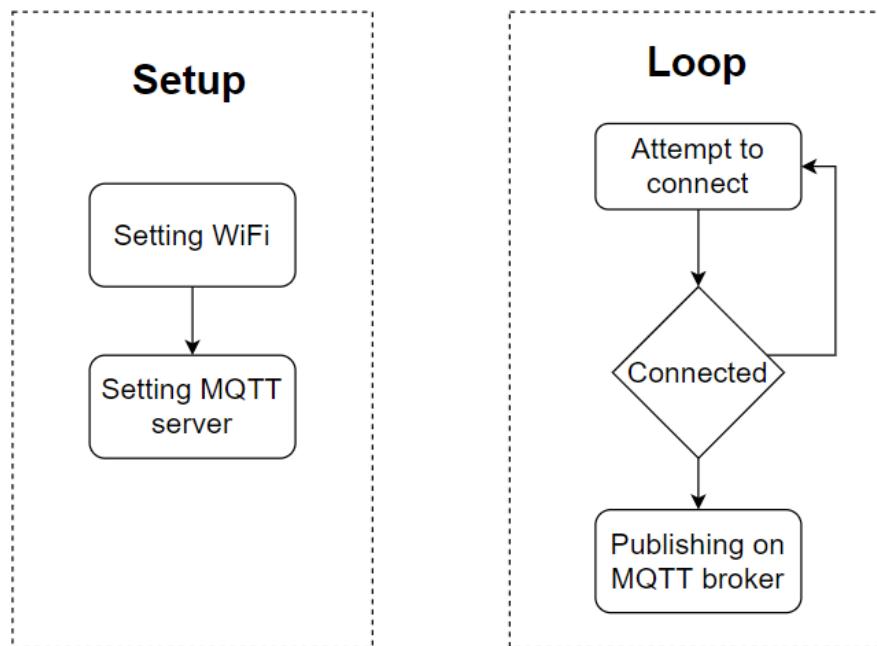 Setup
Setting WiFi
Setting MQTT
server
Loop
Attempt to
connect
Connected
Publishing on
MQTT broker